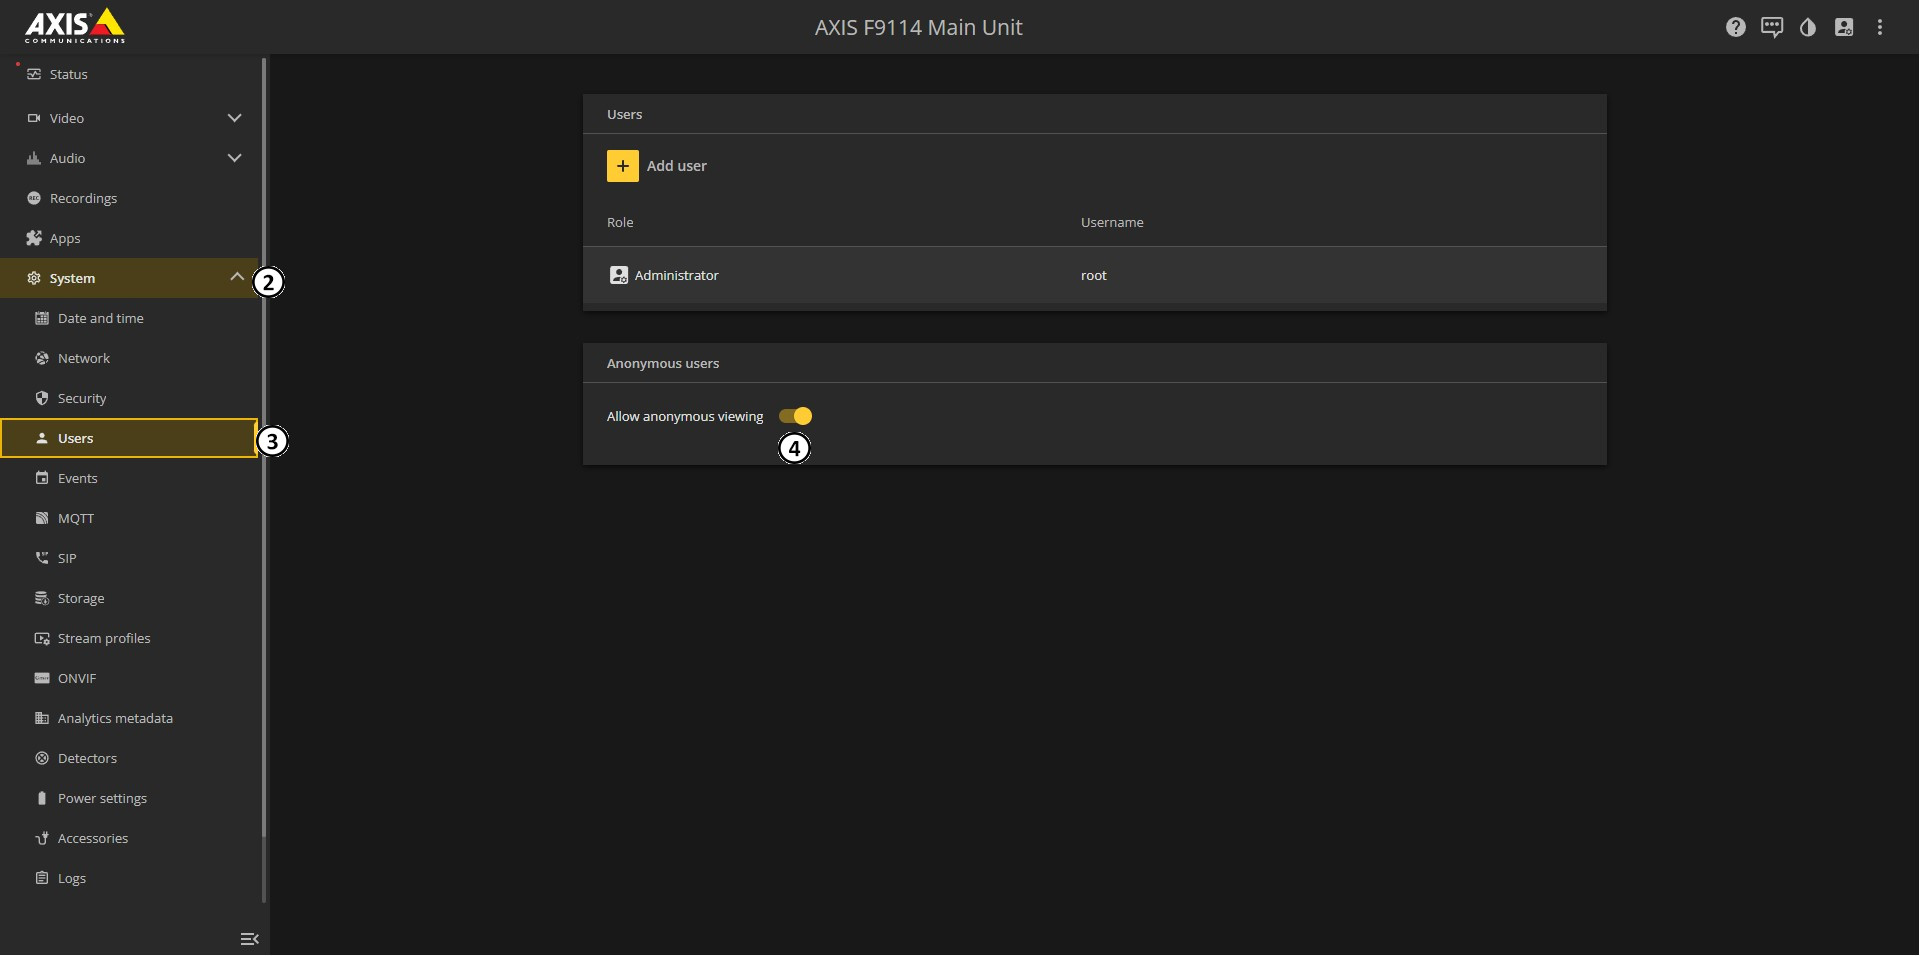 AXIS
COMMUNICATIONS
AXIS F9114 Main Unit
Status
Video
Audio
Recordings
Apps
System
2
Date and time
Network
Security
Users
3
Events
MQTT
SIP
Storage
Stream profiles
ONVIF
Analytics metadata
Detectors
Power settings
Accessories
Logs
Users
+ Add user
Role Username
Administrator root
Anonymous users
Allow anonymous viewing
4